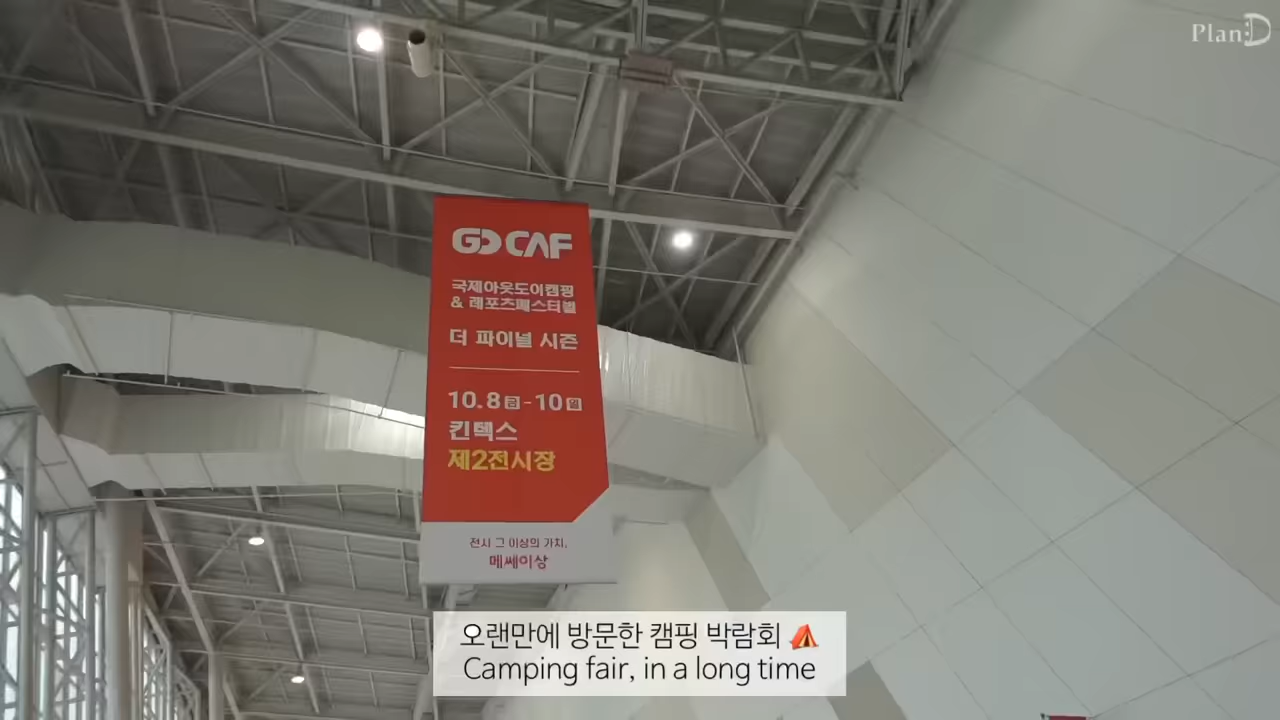 Plan:D
GO CAF
국제아웃도어캠핑
& 레포츠페스티벌
더 파이널 시즌
10.8금-10일
킨텍스
제2전시장
전시 그 이상의 가치,
메쎄이상
오랜만에 방문한 캠핑 박람회
Camping fair, in a long time